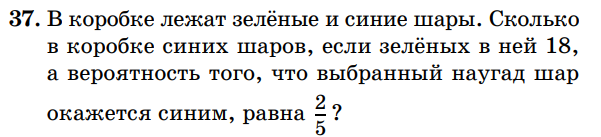 37. В коробке лежат зелёные и синие шары. Сколько
в коробке синих шаров, если зелёных в ней 18,
а вероятность того, что выбранный наугад шар
окажется синим, равна 2/5 ?